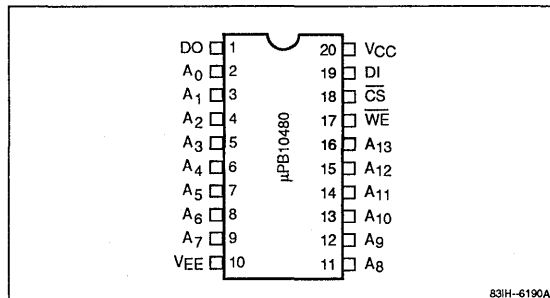 DO 1 20 VCC
A0 2 19 DI
A1 3 18 CS
A2 4 17 WE
A3 5 16 A13
A4 6 15 A12
A5 7 14 A11
A6 8 13 A10
A7 9 12 A9
VEE 10 11 A8
μPB10480
83IH-6190A